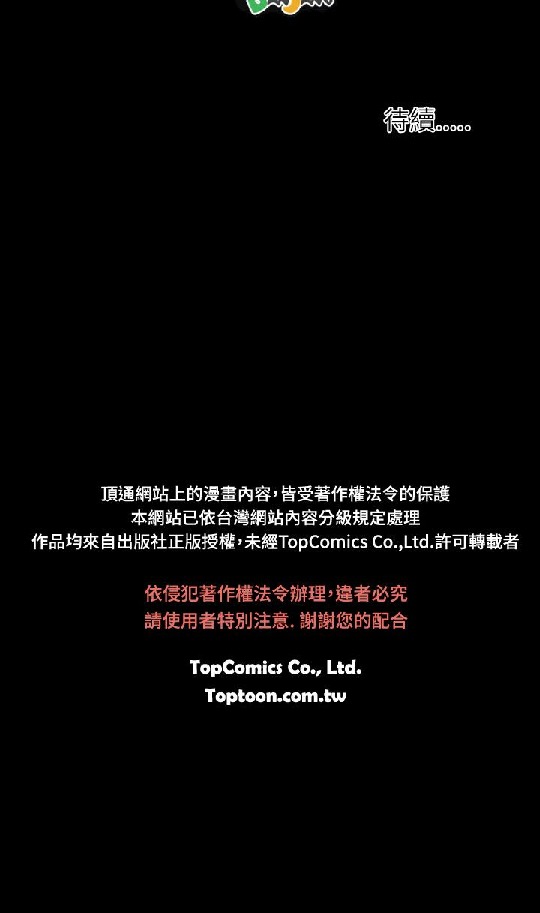 待續.....
頂通網站上的漫畫內容，皆受著作權法令的保護
本網站已依台灣網站內容分級規定處理
作品均來自出版社正版授權，未經TopComics Co.,Ltd.許可轉載者
依侵犯著作權法令辦理，違者必究
請使用者特別注意. 謝謝您的配合
TopComics Co., Ltd.
Toptoon.com.tw